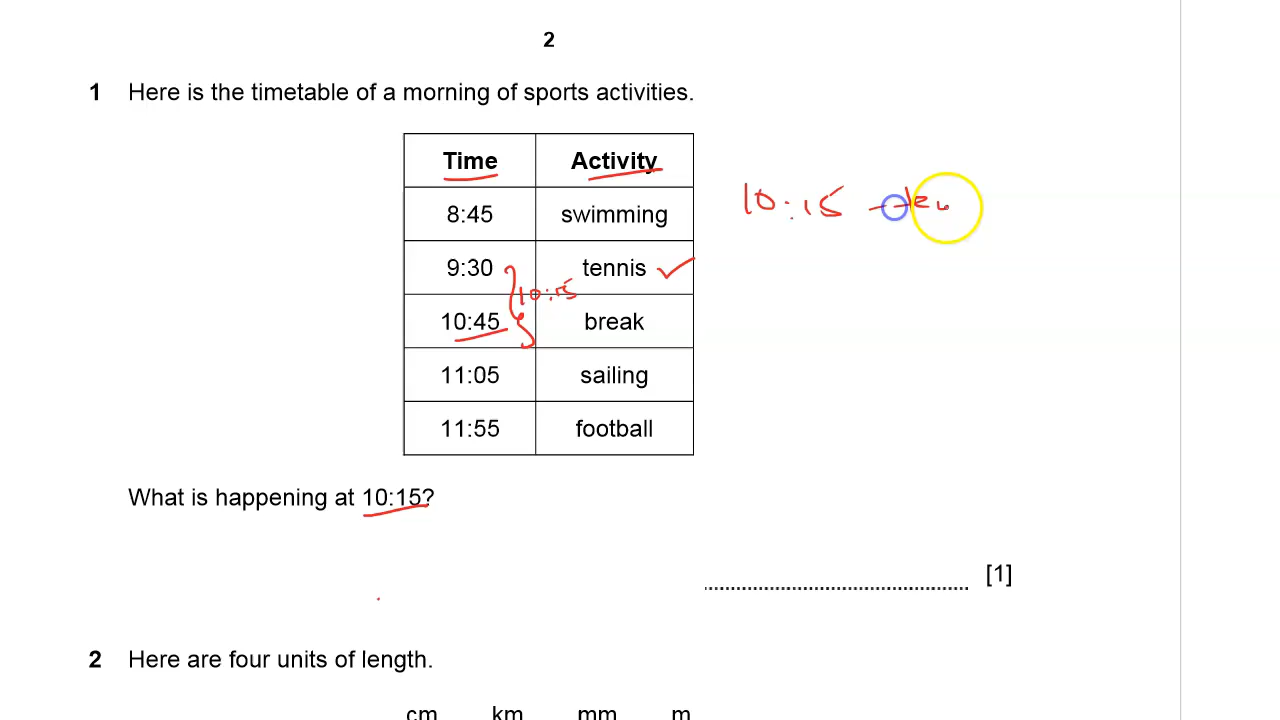 2
1 Here is the timetable of a morning of sports activities.
Time Activity
8:45 swimming
10:15
9:30 tennis
10:15
10:45 break
11:05 sailing
11:55 football
What is happening at 10:15?
[1]
2 Here are four units of length.
cm km mm m